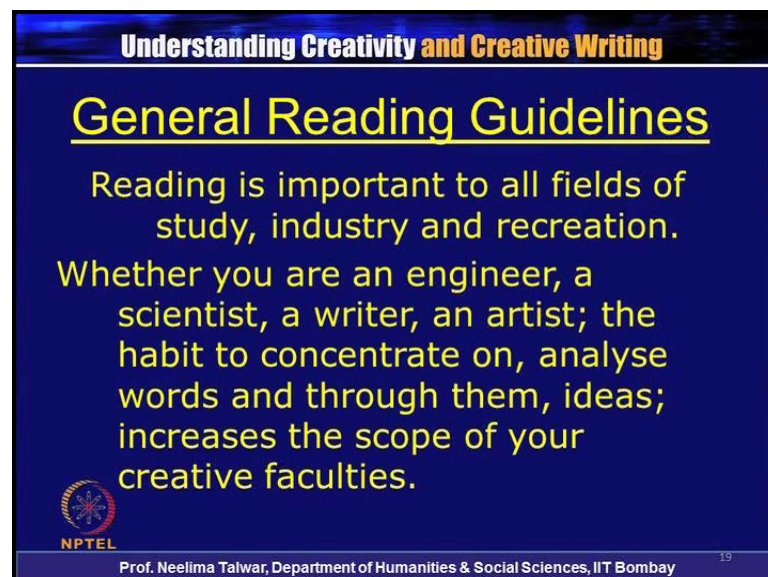 Understanding Creativity and Creative Writing
General Reading Guidelines
Reading is important to all fields of
study, industry and recreation.
Whether you are an engineer, a
scientist, a writer, an artist; the
habit to concentrate on, analyse
words and through them, ideas;
increases the scope of your
creative faculties.
NPTEL
19
Prof. Neelima Talwar, Department of Humanities & Social Sciences, IIT Bombay